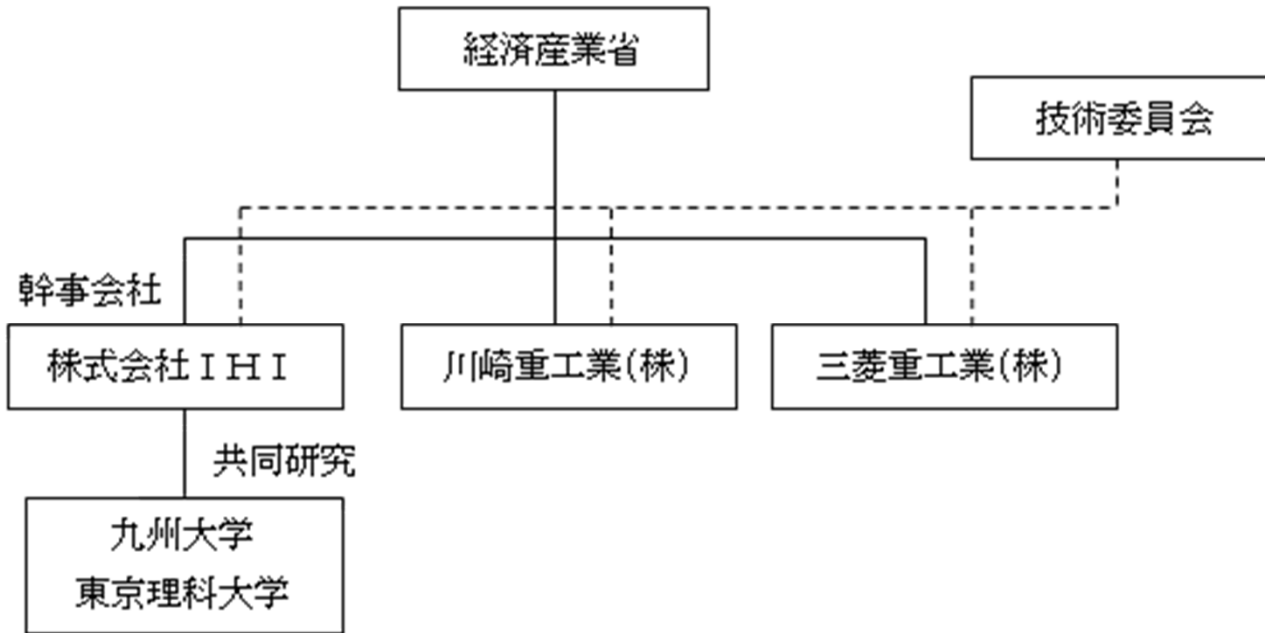 経済産業省
技術委員会
幹事会社
株式会社ＩＨＩ
川崎重工業(株)
三菱重工業(株)
共同研究
九州大学
東京理科大学